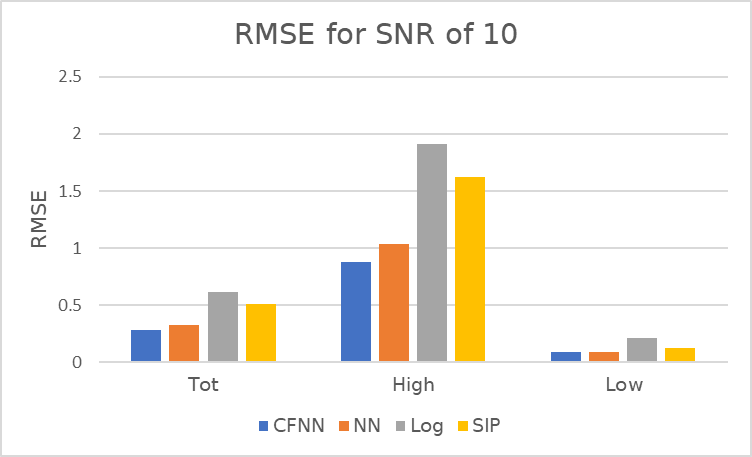 RMSE for SNR of 10
2.5
2
1.5
1
0.5
0
RMSE
Tot High Low
CFNN NN Log SIP